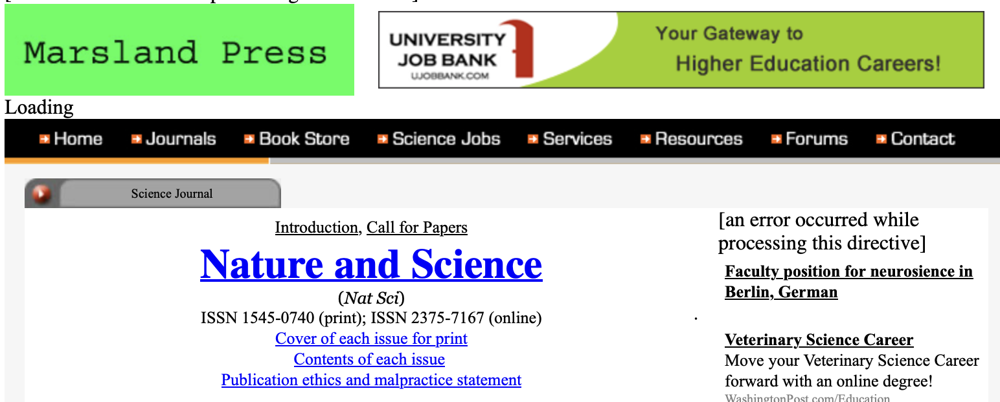 Marsland Press
UNIVERSITY
JOB BANK
UJOBBANK.COM
Your Gateway to
Higher Education Careers!
Loading
Home Journals Book Store Science Jobs Services Resources Forums Contact
Science Journal
Introduction, Call for Papers
Nature and Science
(Nat Sci)
ISSN 1545-0740 (print); ISSN 2375-7167 (online)
Cover of each issue for print
Contents of each issue
Publication ethics and malpractice statement
[an error occurred while
processing this directive]
Faculty position for neurosience in
Berlin, German
.
Veterinary Science Career
Move your Veterinary Science Career
forward with an online degree!
WashingtonPost.com/Education